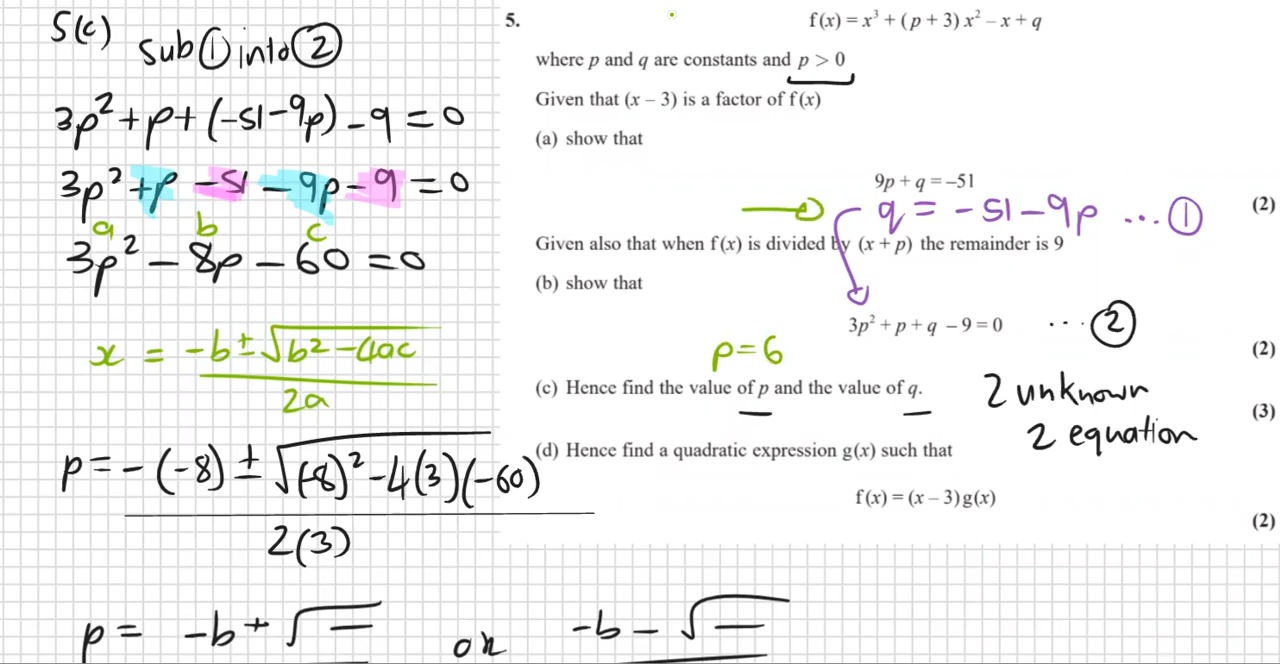 5(c) sub ① into ②
3p² + p + (-51-9p) - 9 = 0
3p² + p - 51 - 9p - 9 = 0
a b c
3p² - 8p - 60 = 0
x = -b ± √b² - 4ac
2a
p = -(-8) ± √(-8)² - 4(3)(-60)
2(3)
p = -b + √ or -b - √
5.
f(x) = x³ + (p + 3)x² – x + q
where p and q are constants and p > 0
Given that (x – 3) is a factor of f(x)
(a) show that
9p + q = –51
(2)
q = -51-9p ... ①
Given also that when f(x) is divided by (x + p) the remainder is 9
(b) show that
3p² + p + q – 9 = 0 ... ②
(2)
p = 6
(c) Hence find the value of p and the value of q.
(3)
2 unknown
2 equation
(d) Hence find a quadratic expression g(x) such that
f(x) = (x – 3)g(x)
(2)